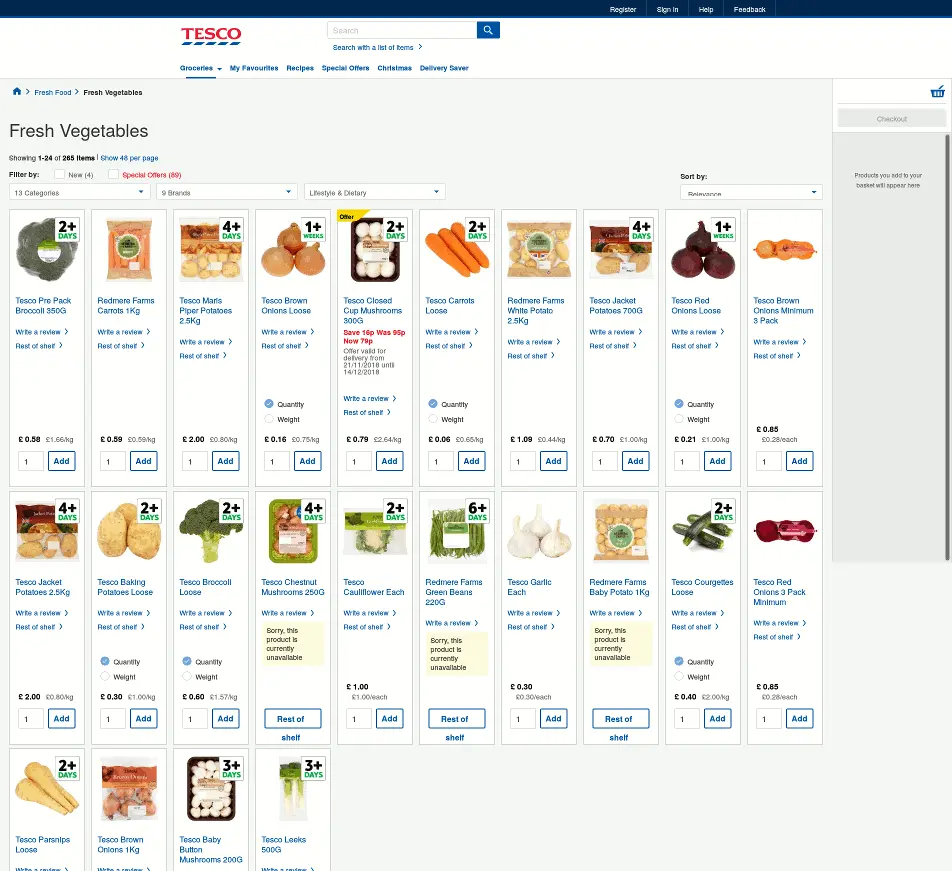 Register Sign in Help Feedback
TESCO
Search
Search with a list of items
Groceries My Favourites Recipes Special Offers Christmas Delivery Saver
Fresh Food Fresh Vegetables
Checkout
Fresh Vegetables
Showing 1-24 of 265 items | Show 48 per page
Filter by: New (4) Special Offers (89)
Sort by:
13 Categories 9 Brands Lifestyle & Dietary Relevance
Products you add to your
basket will appear here
2+ DAYS
Tesco Pre Pack
Broccoli 350G
Write a review
Rest of shelf
£ 0.58 £1.66/kg
1 Add
Redmere Farms
Carrots 1Kg
Write a review
Rest of shelf
£ 0.59 £0.59/kg
1 Add
4+ DAYS
Tesco Maris
Piper Potatoes
2.5Kg
Write a review
Rest of shelf
£ 2.00 £0.80/kg
1 Add
1+ WEEKS
Tesco Brown
Onions Loose
Write a review
Rest of shelf
Quantity
Weight
£ 0.16 £0.75/kg
1 Add
Offer
2+ DAYS
Tesco Closed
Cup Mushrooms
300G
Save 16p Was 95p
Now 79p
Offer valid for
delivery from
21/11/2018 until
14/12/2018
Write a review
Rest of shelf
£ 0.79 £2.64/kg
1 Add
2+ DAYS
Tesco Carrots
Loose
Write a review
Rest of shelf
Quantity
Weight
£ 0.06 £0.65/kg
1 Add
Redmere Farms
White Potato
2.5Kg
Write a review
Rest of shelf
£ 1.09 £0.44/kg
1 Add
4+ DAYS
Tesco Jacket
Potatoes 700G
Write a review
Rest of shelf
£ 0.70 £1.00/kg
1 Add
1+ WEEKS
Tesco Red
Onions Loose
Write a review
Rest of shelf
Quantity
Weight
£ 0.21 £1.00/kg
1 Add
Tesco Brown
Onions Minimum
3 Pack
Write a review
Rest of shelf
£ 0.85
£0.28/each
1 Add
4+ DAYS
Tesco Jacket
Potatoes 2.5Kg
Write a review
Rest of shelf
£ 2.00 £0.80/kg
1 Add
2+ DAYS
Tesco Baking
Potatoes Loose
Write a review
Rest of shelf
Quantity
Weight
£ 0.30 £1.00/kg
1 Add
2+ DAYS
Tesco Broccoli
Loose
Write a review
Rest of shelf
Quantity
Weight
£ 0.60 £1.57/kg
1 Add
4+ DAYS
Tesco Chestnut
Mushrooms 250G
Write a review
Sorry, this
product is
currently
unavailable
Rest of
shelf
2+ DAYS
Tesco
Cauliflower Each
Write a review
Rest of shelf
£ 1.00
£1.00/each
1 Add
6+ DAYS
Redmere Farms
Green Beans
220G
Write a review
Sorry, this
product is
currently
unavailable
Rest of
shelf
Tesco Garlic
Each
Write a review
Rest of shelf
£ 0.30
£0.30/each
1 Add
Redmere Farms
Baby Potato 1Kg
Write a review
Sorry, this
product is
currently
unavailable
Rest of
shelf
2+ DAYS
Tesco Courgettes
Loose
Write a review
Rest of shelf
Quantity
Weight
£ 0.40 £2.00/kg
1 Add
Tesco Red
Onions 3 Pack
Minimum
Write a review
Rest of shelf
£ 0.85
£0.28/each
1 Add
2+ DAYS
Tesco Parsnips
Loose
Write a review
Tesco Brown
Onions 1Kg
Write a review
3+ DAYS
Tesco Baby
Button
Mushrooms 200G
3+ DAYS
Tesco Leeks
500G
Write a review